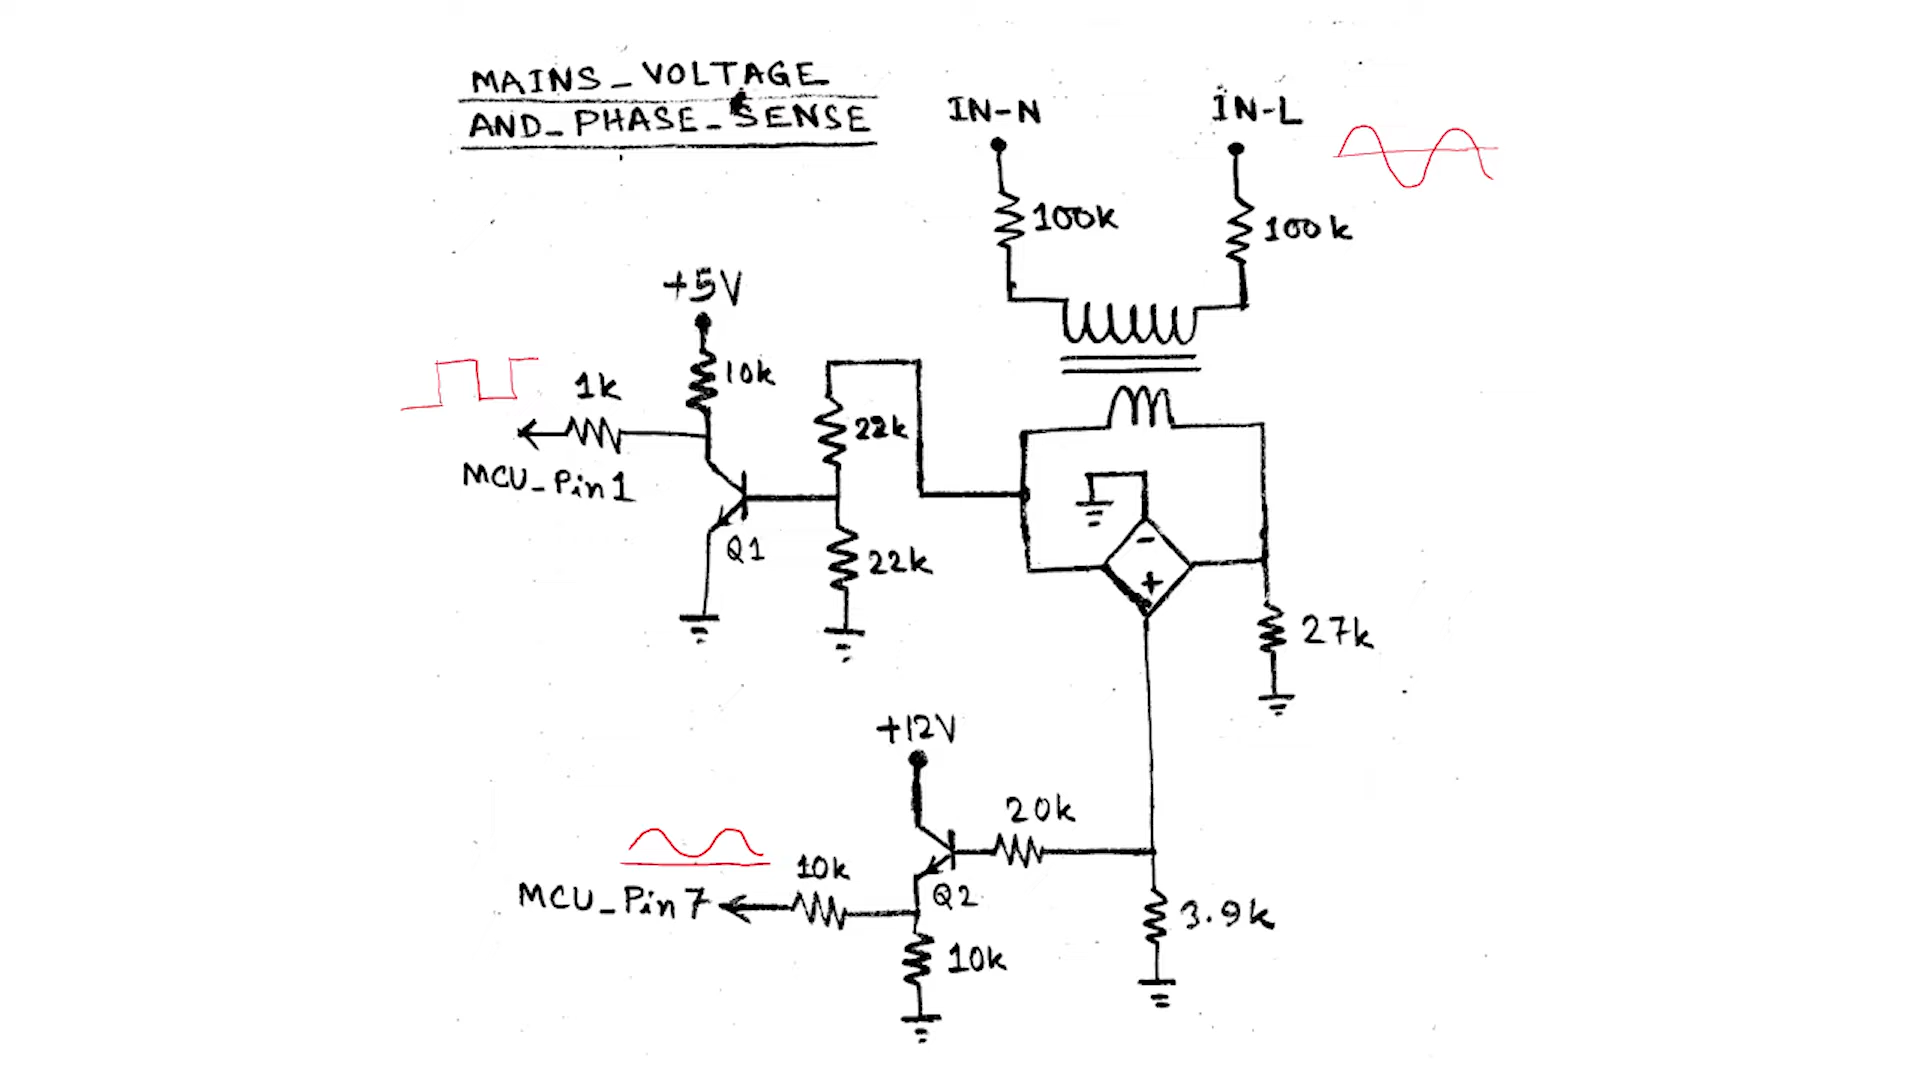 MAINS_VOLTAGE
AND_PHASE_SENSE
IN-N
IN-L
100k
100k
+5V
10k
1k
MCU_Pin1
22k
Q1
22k
-
+
27k
+12V
20k
10k
MCU_Pin7
Q2
3.9k
10k